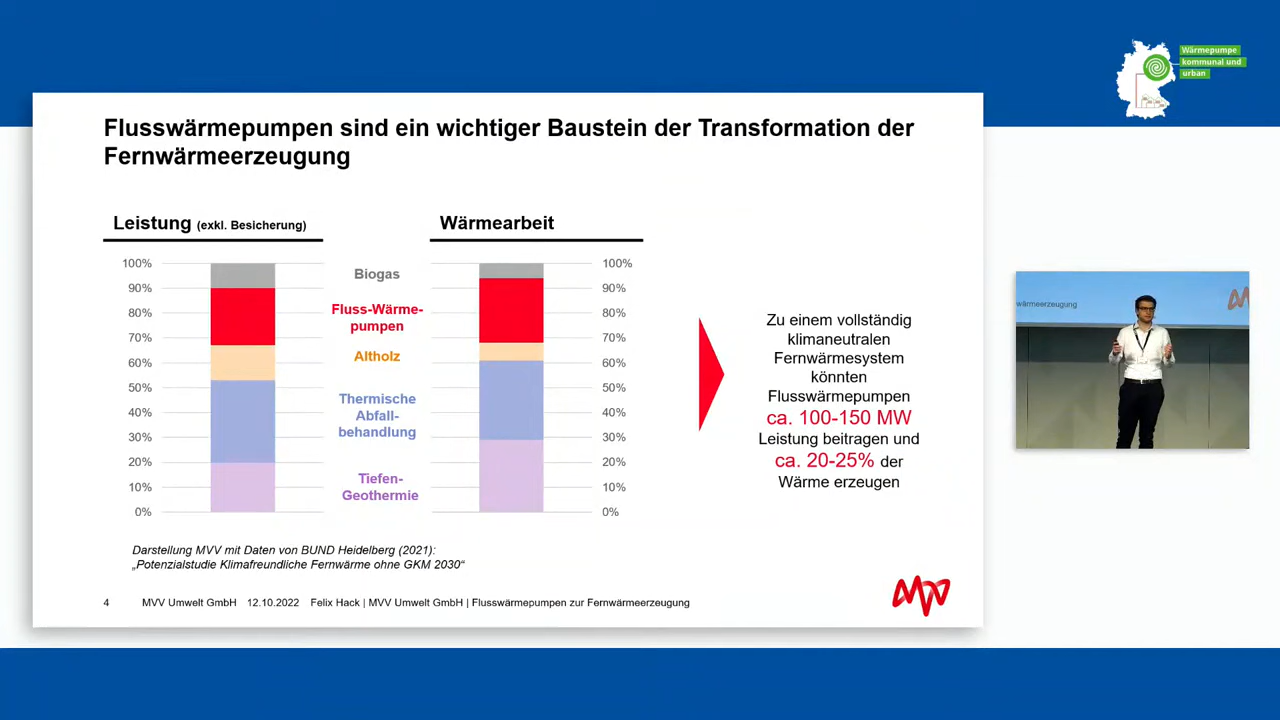 Wärmepumpe
kommunal und
urban
Flusswärmepumpen sind ein wichtiger Baustein der Transformation der
Fernwärmeerzeugung
Leistung (exkl. Besicherung)
100%
90%
80%
70%
60%
50%
40%
30%
20%
10%
0%
Biogas
Fluss-Wärme-
pumpen
Altholz
Thermische
Abfall-
behandlung
Tiefen-
Geothermie
Wärmearbeit
100%
90%
80%
70%
60%
50%
40%
30%
20%
10%
0%
Zu einem vollständig
klimaneutralen
Fernwärmesystem
könnten
Flusswärmepumpen
ca. 100-150 MW
Leistung beitragen und
ca. 20-25% der
Wärme erzeugen
wärmeerzeugung
Darstellung MVV mit Daten von BUND Heidelberg (2021):
„Potenzialstudie Klimafreundliche Fernwärme ohne GKM 2030“
4 MVV Umwelt GmbH 12.10.2022 Felix Hack | MVV Umwelt GmbH | Flusswärmepumpen zur Fernwärmeerzeugung
MVV